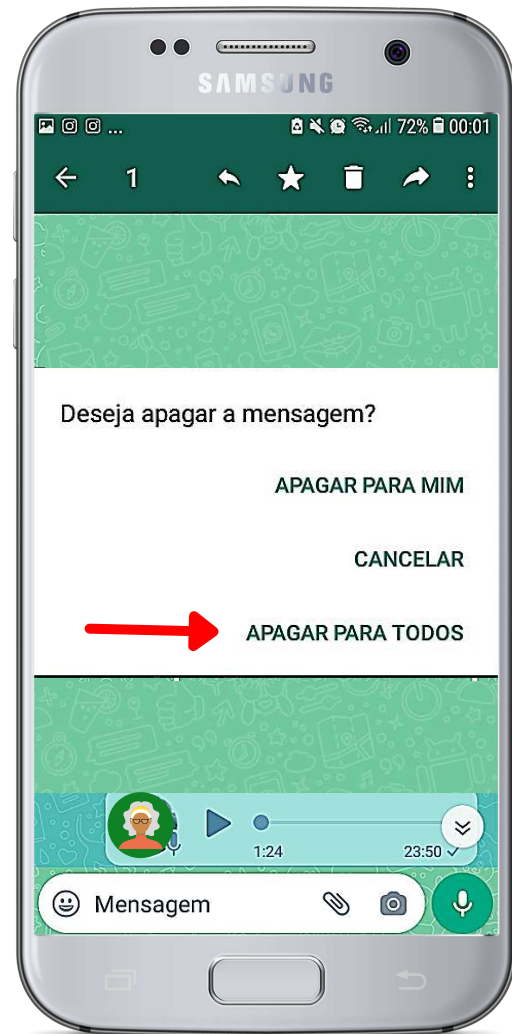 SAMSUNG
... 72% 00:01
1
Deseja apagar a mensagem?
APAGAR PARA MIM
CANCELAR
APAGAR PARA TODOS
1:24 23:50
Mensagem